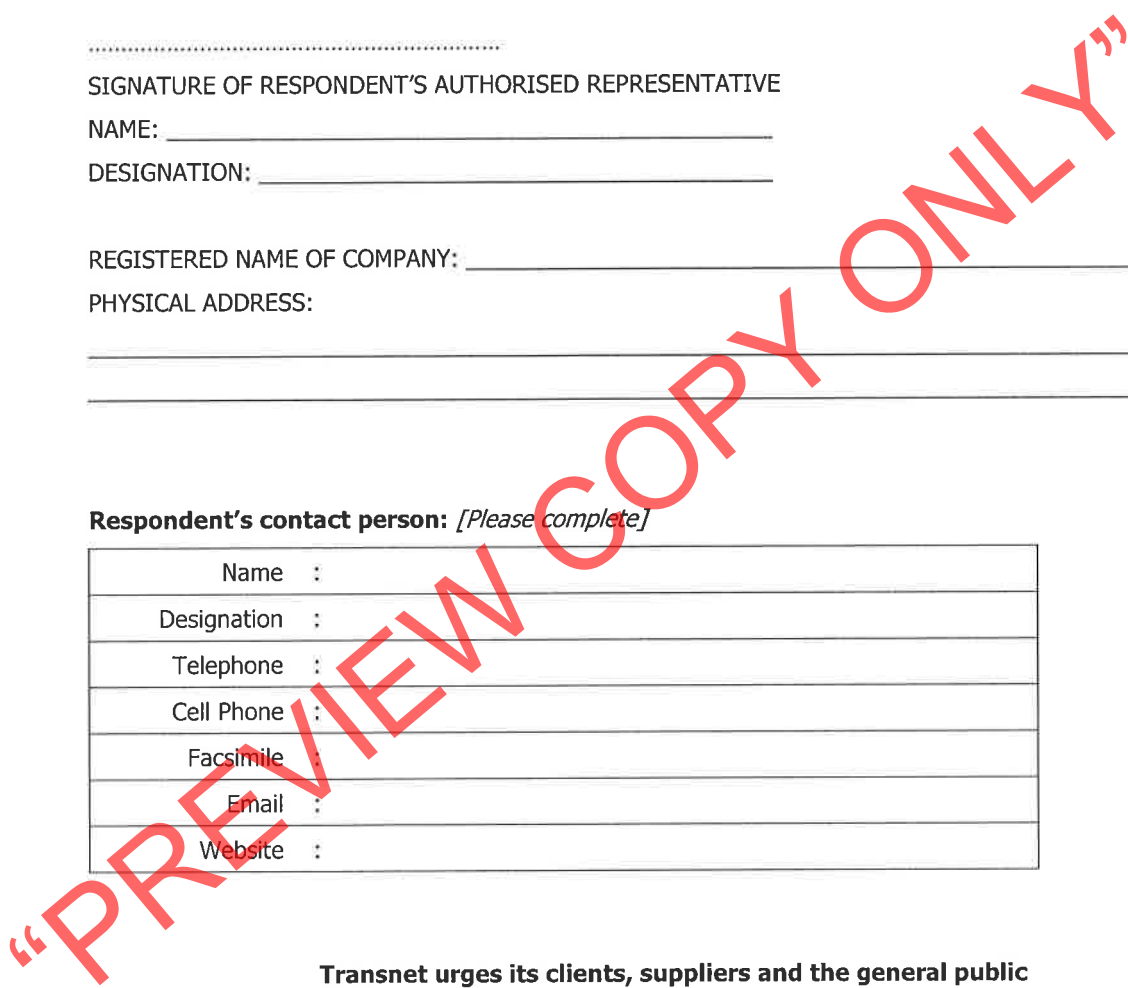 SIGNATURE OF RESPONDENT'S AUTHORISED REPRESENTATIVE
NAME:
DESIGNATION:
REGISTERED NAME OF COMPANY:
PHYSICAL ADDRESS:
Respondent's contact person: [Please complete]
Name :
Designation :
Telephone :
Cell Phone :
Facsimile :
Email :
Website :
Transnet urges its clients, suppliers and the general public
“PREVIEW COPY ONLY”